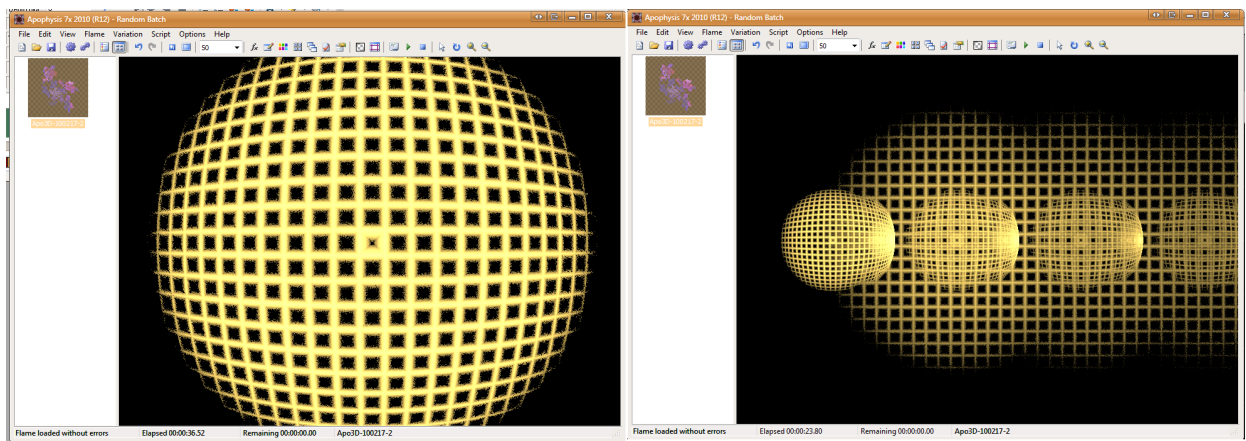 Apophysis 7x 2010 (R12) - Random Batch
File Edit View Flame Variation Script Options Help
50
Apo3D-100217-2
Flame loaded without errors Elapsed 00:00:36.52 Remaining 00:00:00.00 Apo3D-100217-2
Apophysis 7x 2010 (R12) - Random Batch
File Edit View Flame Variation Script Options Help
50
Apo3D-100217-2
Flame loaded without errors Elapsed 00:00:23.80 Remaining 00:00:00.00 Apo3D-100217-2